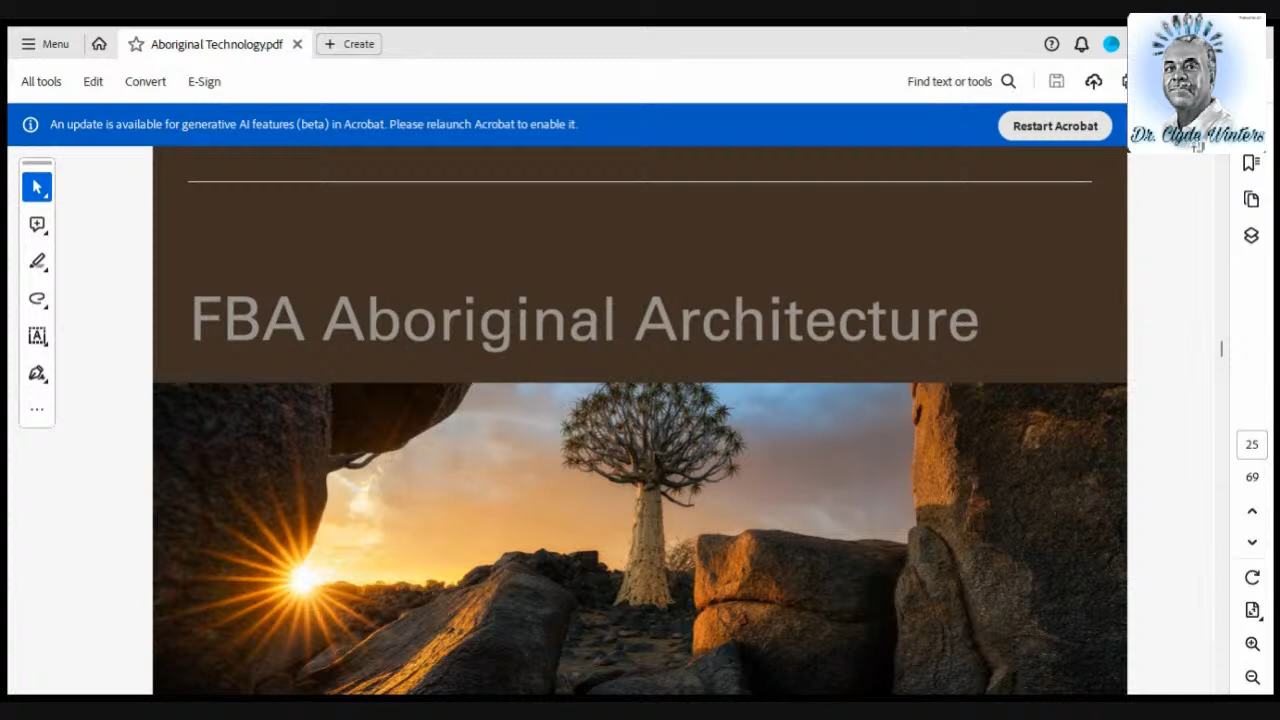 Menu
Aboriginal Technology.pdf
Create
All tools
Edit
Convert
E-Sign
Find text or tools
An update is available for generative AI features (beta) in Acrobat. Please relaunch Acrobat to enable it.
Restart Acrobat
Dr. Clyde Winters
FBA Aboriginal Architecture
25
69